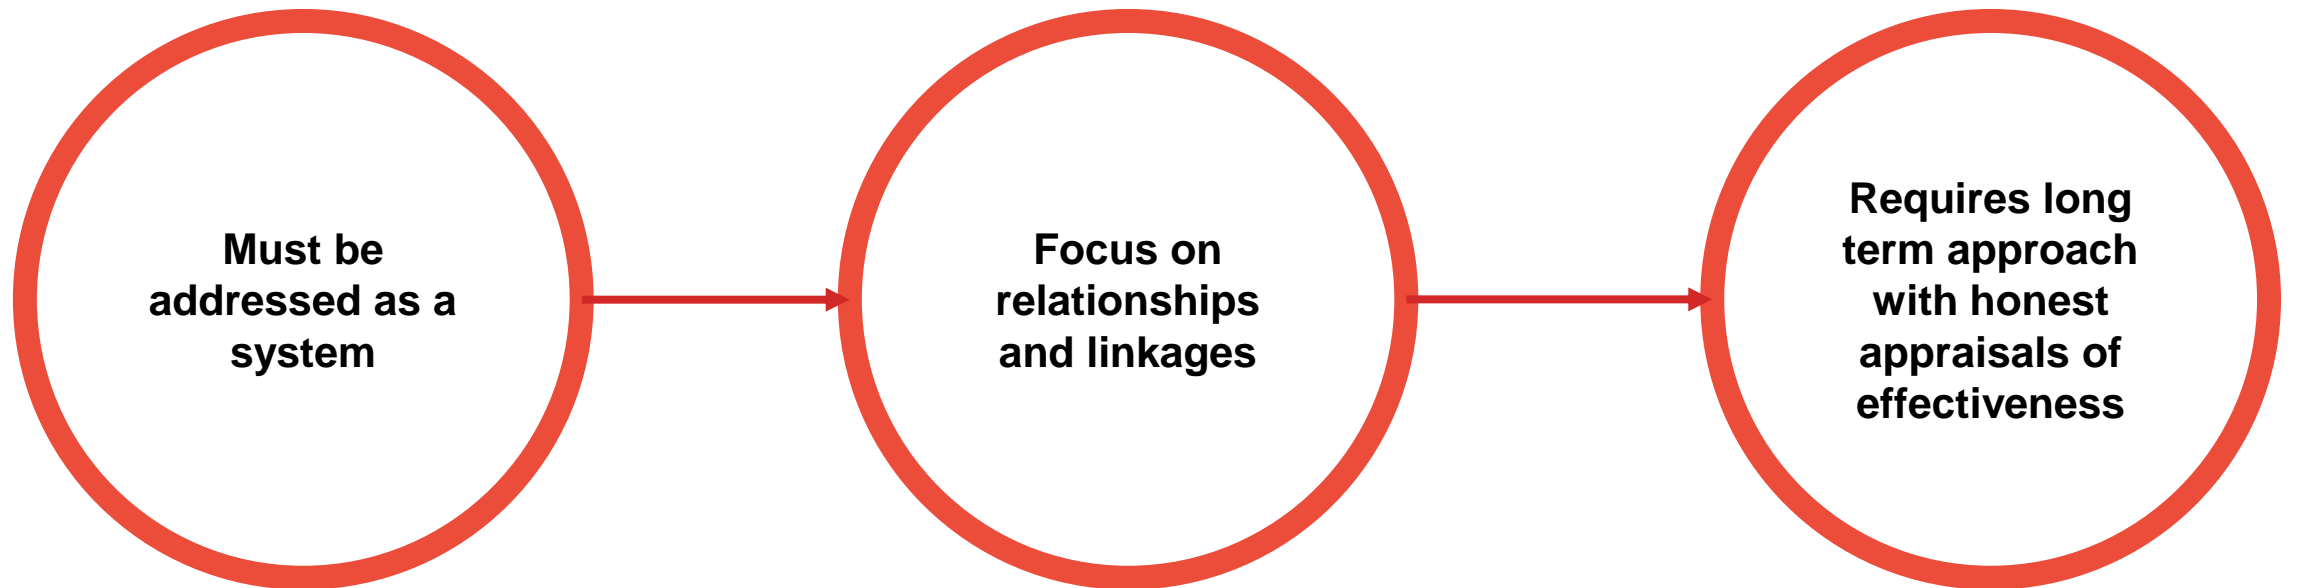 Must be
addressed as a
system
Focus on
relationships
and linkages
Requires long
term approach
with honest
appraisals of
effectiveness